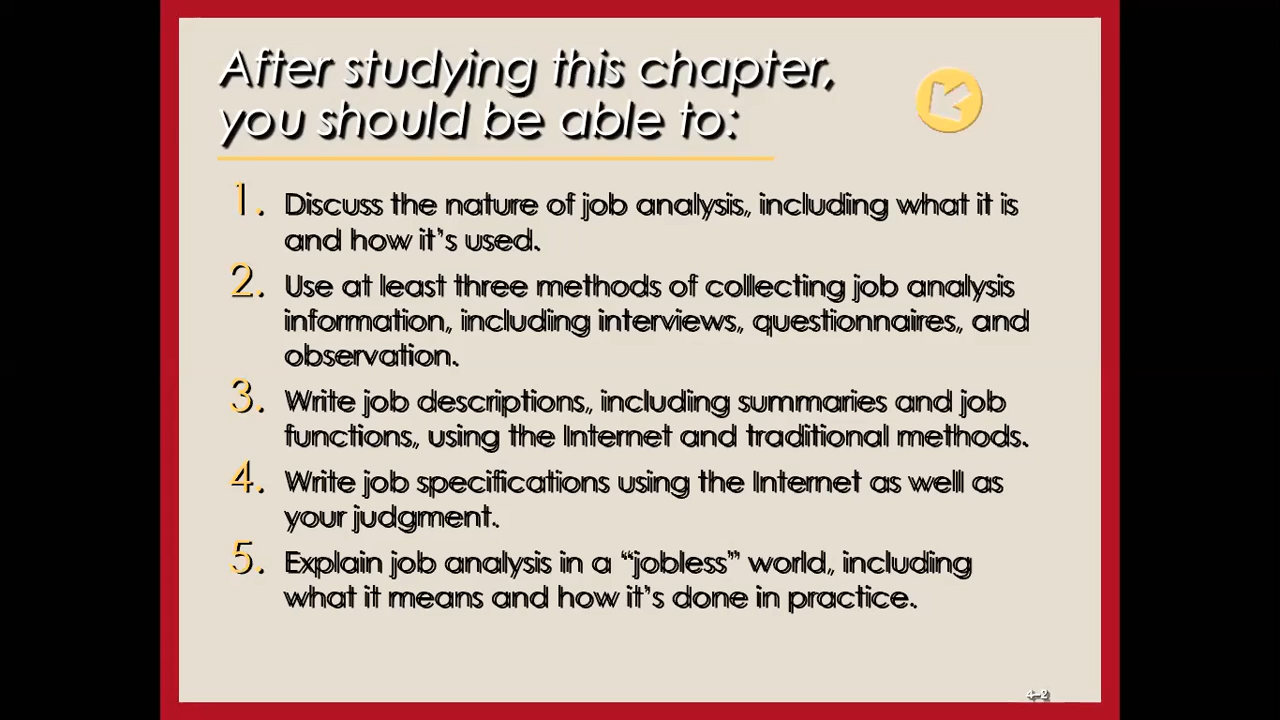 After studying this chapter,
you should be able to:
1. Discuss the nature of job analysis, including what it is
and how it’s used.
2. Use at least three methods of collecting job analysis
information, including interviews, questionnaires, and
observation.
3. Write job descriptions, including summaries and job
functions, using the Internet and traditional methods.
4. Write job specifications using the Internet as well as
your judgment.
5. Explain job analysis in a “jobless” world, including
what it means and how it’s done in practice.
4–2